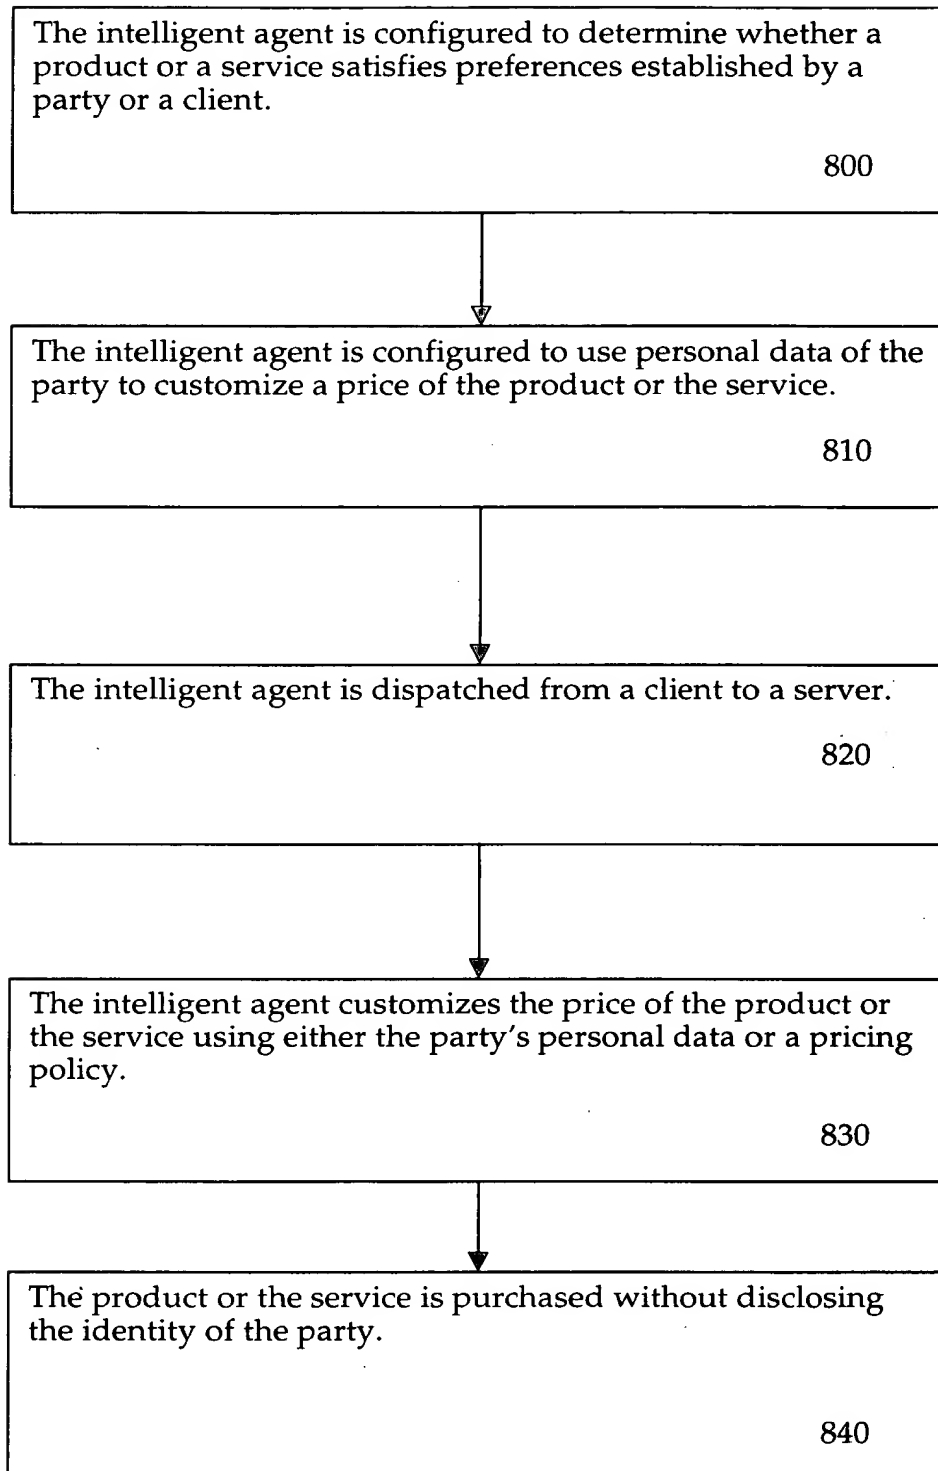 The intelligent agent is configured to determine whether a
product or a service satisfies preferences established by a
party or a client.
800
The intelligent agent is configured to use personal data of the
party to customize a price of the product or the service.
810
The intelligent agent is dispatched from a client to a server.
820
The intelligent agent customizes the price of the product or
the service using either the party's personal data or a pricing
policy.
830
The product or the service is purchased without disclosing
the identity of the party.
840